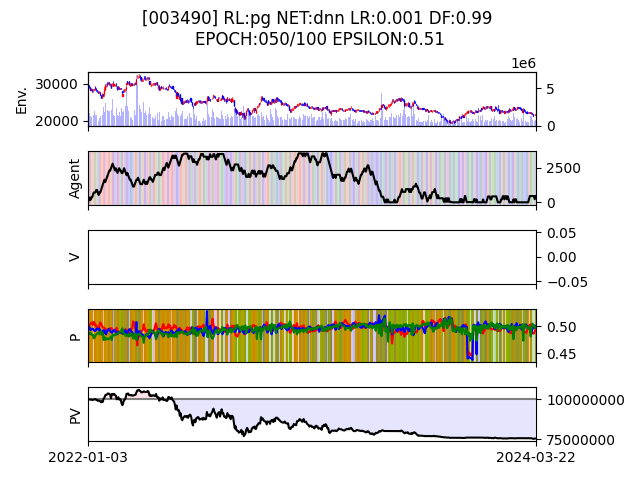 [003490] RL:pg NET:dnn LR:0.001 DF:0.99
EPOCH:050/100 EPSILON:0.51
1e6
Env.
30000
20000
5
0
Agent
2500
0
V
0.05
0.00
−0.05
P
0.50
0.45
PV
100000000
75000000
2022-01-03
2024-03-22